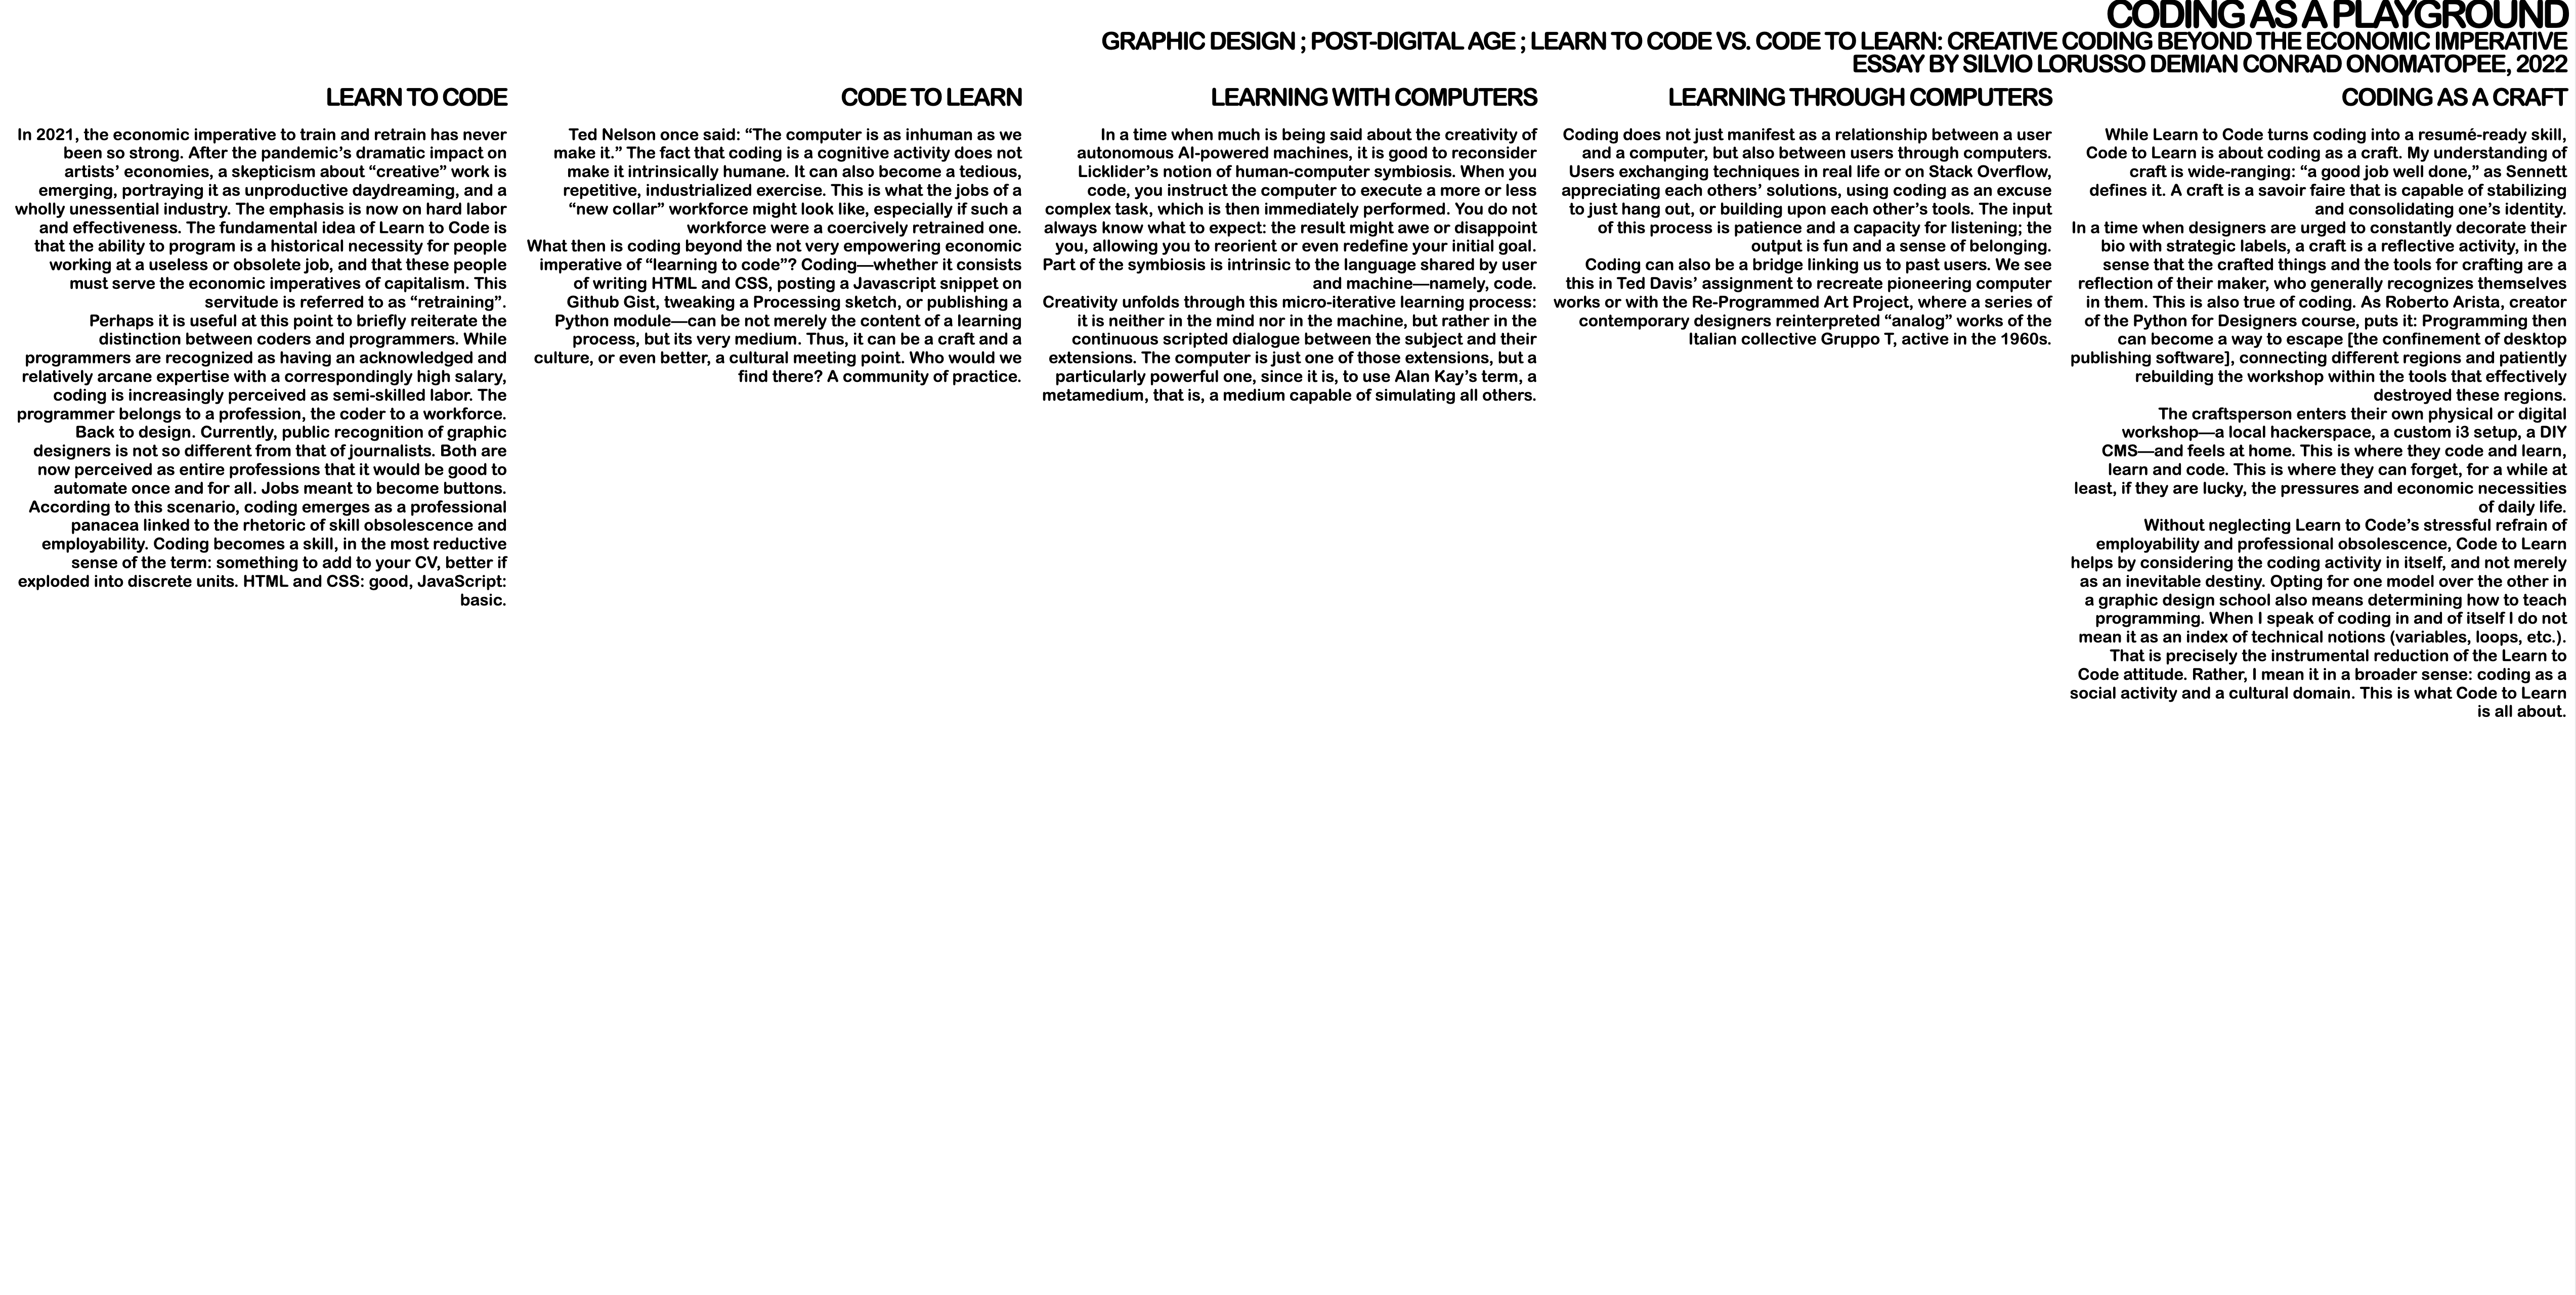 CODING AS A PLAYGROUND
GRAPHIC DESIGN ; POST-DIGITAL AGE ; LEARN TO CODE VS. CODE TO LEARN: CREATIVE CODING BEYOND THE ECONOMIC IMPERATIVE
ESSAY BY SILVIO LORUSSO DEMIAN CONRAD ONOMATOPEE, 2022
LEARN TO CODE
In 2021, the economic imperative to train and retrain has never
been so strong. After the pandemic’s dramatic impact on
artists’ economies, a skepticism about “creative” work is
emerging, portraying it as unproductive daydreaming, and a
wholly unessential industry. The emphasis is now on hard labor
and effectiveness. The fundamental idea of Learn to Code is
that the ability to program is a historical necessity for people
working at a useless or obsolete job, and that these people
must serve the economic imperatives of capitalism. This
servitude is referred to as “retraining”.
Perhaps it is useful at this point to briefly reiterate the
distinction between coders and programmers. While
programmers are recognized as having an acknowledged and
relatively arcane expertise with a correspondingly high salary,
coding is increasingly perceived as semi-skilled labor. The
programmer belongs to a profession, the coder to a workforce.
Back to design. Currently, public recognition of graphic
designers is not so different from that of journalists. Both are
now perceived as entire professions that it would be good to
automate once and for all. Jobs meant to become buttons.
According to this scenario, coding emerges as a professional
panacea linked to the rhetoric of skill obsolescence and
employability. Coding becomes a skill, in the most reductive
sense of the term: something to add to your CV, better if
exploded into discrete units. HTML and CSS: good, JavaScript:
basic.
CODE TO LEARN
Ted Nelson once said: “The computer is as inhuman as we
make it.” The fact that coding is a cognitive activity does not
make it intrinsically humane. It can also become a tedious,
repetitive, industrialized exercise. This is what the jobs of a
“new collar” workforce might look like, especially if such a
workforce were a coercively retrained one.
What then is coding beyond the not very empowering economic
imperative of “learning to code”? Coding—whether it consists
of writing HTML and CSS, posting a Javascript snippet on
Github Gist, tweaking a Processing sketch, or publishing a
Python module—can be not merely the content of a learning
process, but its very medium. Thus, it can be a craft and a
culture, or even better, a cultural meeting point. Who would we
find there? A community of practice.
LEARNING WITH COMPUTERS
In a time when much is being said about the creativity of
autonomous AI-powered machines, it is good to reconsider
Licklider’s notion of human-computer symbiosis. When you
code, you instruct the computer to execute a more or less
complex task, which is then immediately performed. You do not
always know what to expect: the result might awe or disappoint
you, allowing you to reorient or even redefine your initial goal.
Part of the symbiosis is intrinsic to the language shared by user
and machine—namely, code.
Creativity unfolds through this micro-iterative learning process:
it is neither in the mind nor in the machine, but rather in the
continuous scripted dialogue between the subject and their
extensions. The computer is just one of those extensions, but a
particularly powerful one, since it is, to use Alan Kay’s term, a
metamedium, that is, a medium capable of simulating all others.
LEARNING THROUGH COMPUTERS
Coding does not just manifest as a relationship between a user
and a computer, but also between users through computers.
Users exchanging techniques in real life or on Stack Overflow,
appreciating each others’ solutions, using coding as an excuse
to just hang out, or building upon each other’s tools. The input
of this process is patience and a capacity for listening; the
output is fun and a sense of belonging.
Coding can also be a bridge linking us to past users. We see
this in Ted Davis’ assignment to recreate pioneering computer
works or with the Re-Programmed Art Project, where a series of
contemporary designers reinterpreted “analog” works of the
Italian collective Gruppo T, active in the 1960s.
CODING AS A CRAFT
While Learn to Code turns coding into a resumé-ready skill,
Code to Learn is about coding as a craft. My understanding of
craft is wide-ranging: “a good job well done,” as Sennett
defines it. A craft is a savoir faire that is capable of stabilizing
and consolidating one’s identity.
In a time when designers are urged to constantly decorate their
bio with strategic labels, a craft is a reflective activity, in the
sense that the crafted things and the tools for crafting are a
reflection of their maker, who generally recognizes themselves
in them. This is also true of coding. As Roberto Arista, creator
of the Python for Designers course, puts it: Programming then
can become a way to escape [the confinement of desktop
publishing software], connecting different regions and patiently
rebuilding the workshop within the tools that effectively
destroyed these regions.
The craftsperson enters their own physical or digital
workshop—a local hackerspace, a custom i3 setup, a DIY
CMS—and feels at home. This is where they code and learn,
learn and code. This is where they can forget, for a while at
least, if they are lucky, the pressures and economic necessities
of daily life.
Without neglecting Learn to Code’s stressful refrain of
employability and professional obsolescence, Code to Learn
helps by considering the coding activity in itself, and not merely
as an inevitable destiny. Opting for one model over the other in
a graphic design school also means determining how to teach
programming. When I speak of coding in and of itself I do not
mean it as an index of technical notions (variables, loops, etc.).
That is precisely the instrumental reduction of the Learn to
Code attitude. Rather, I mean it in a broader sense: coding as a
social activity and a cultural domain. This is what Code to Learn
is all about.